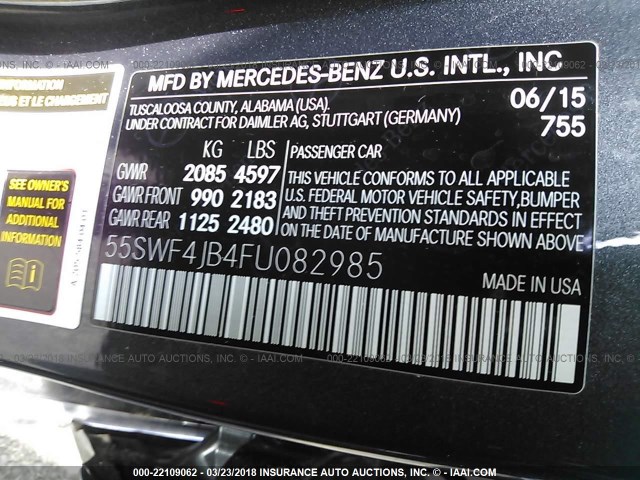 MFD BY MERCEDES-BENZ U.S. INTL., INC
TUSCALOOSA COUNTY, ALABAMA (USA).
UNDER CONTRACT FOR DAIMLER AG, STUTTGART (GERMANY)
06/15
755
KG LBS
GVWR 2085 4597
GAWR FRONT 990 2183
GAWR REAR 1125 2480
PASSENGER CAR
THIS VEHICLE CONFORMS TO ALL APPLICABLE
U.S. FEDERAL MOTOR VEHICLE SAFETY,BUMPER
AND THEFT PREVENTION STANDARDS IN EFFECT
ON THE DATE OF MANUFACTURE SHOWN ABOVE
55SWF4JB4FU082985
MADE IN USA
ET LE CHARGEMENT
SEE OWNER'S
MANUAL FOR
ADDITIONAL
INFORMATION
000-22109062 - 03/23/2018 INSURANCE AUTO AUCTIONS, INC. - © IAAI.COM